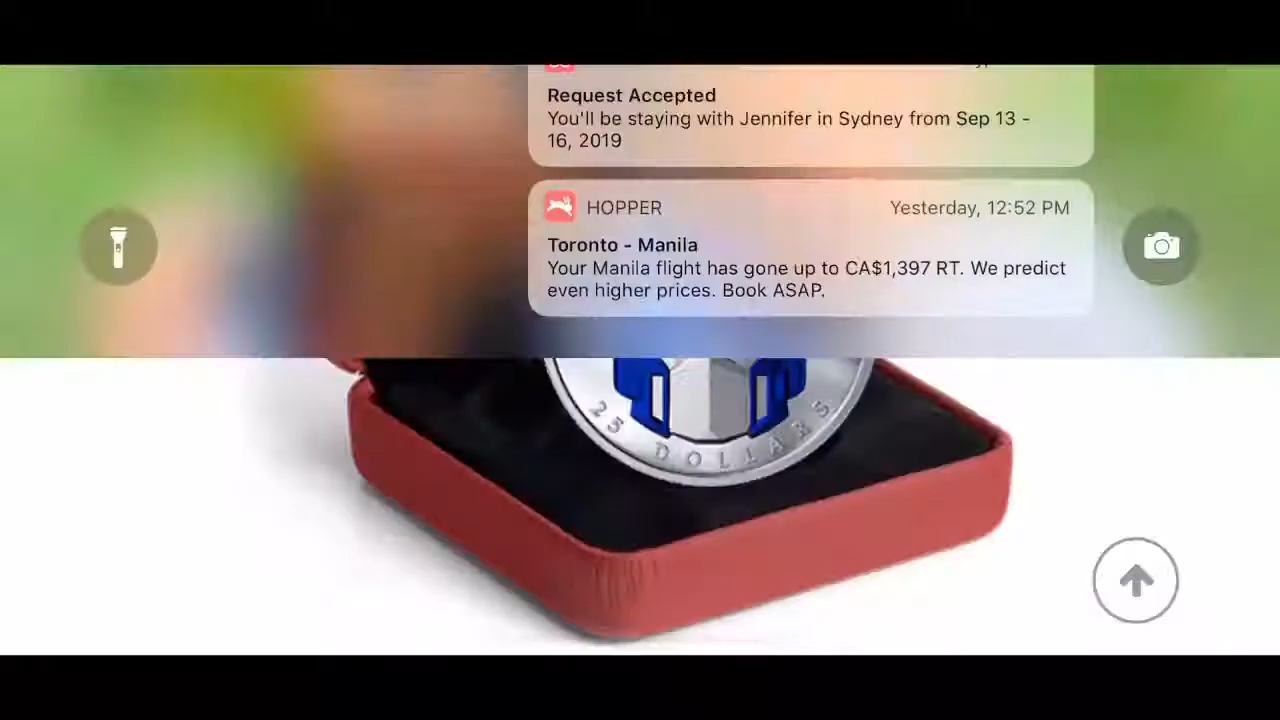 Request Accepted
You'll be staying with Jennifer in Sydney from Sep 13 -
16, 2019
HOPPER
Yesterday, 12:52 PM
Toronto - Manila
Your Manila flight has gone up to CA$1,397 RT. We predict
even higher prices. Book ASAP.
25 DOLLARS